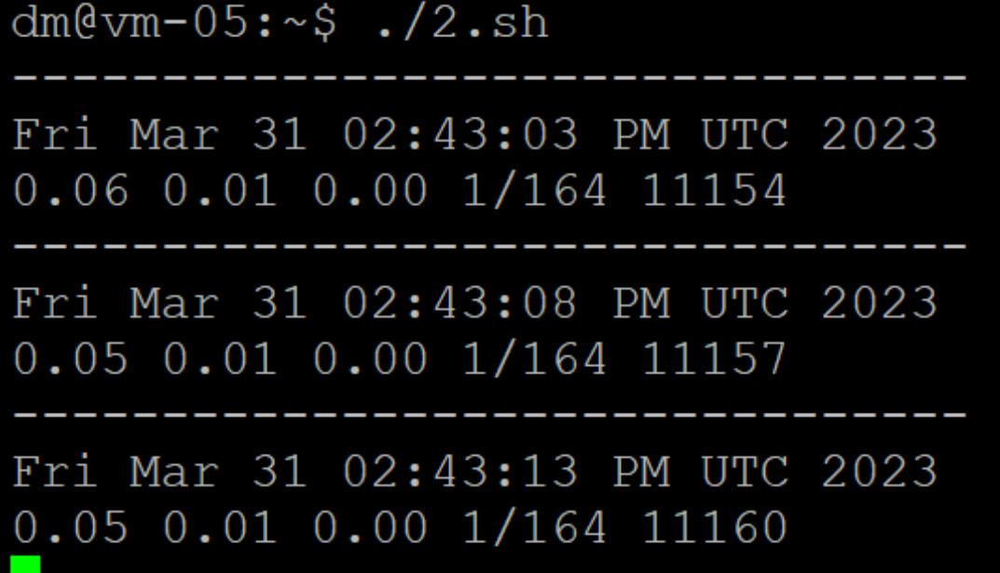 dm@vm-05:~$ ./2.sh
--------------------------------
Fri Mar 31 02:43:03 PM UTC 2023
0.06 0.01 0.00 1/164 11154
--------------------------------
Fri Mar 31 02:43:08 PM UTC 2023
0.05 0.01 0.00 1/164 11157
--------------------------------
Fri Mar 31 02:43:13 PM UTC 2023
0.05 0.01 0.00 1/164 11160